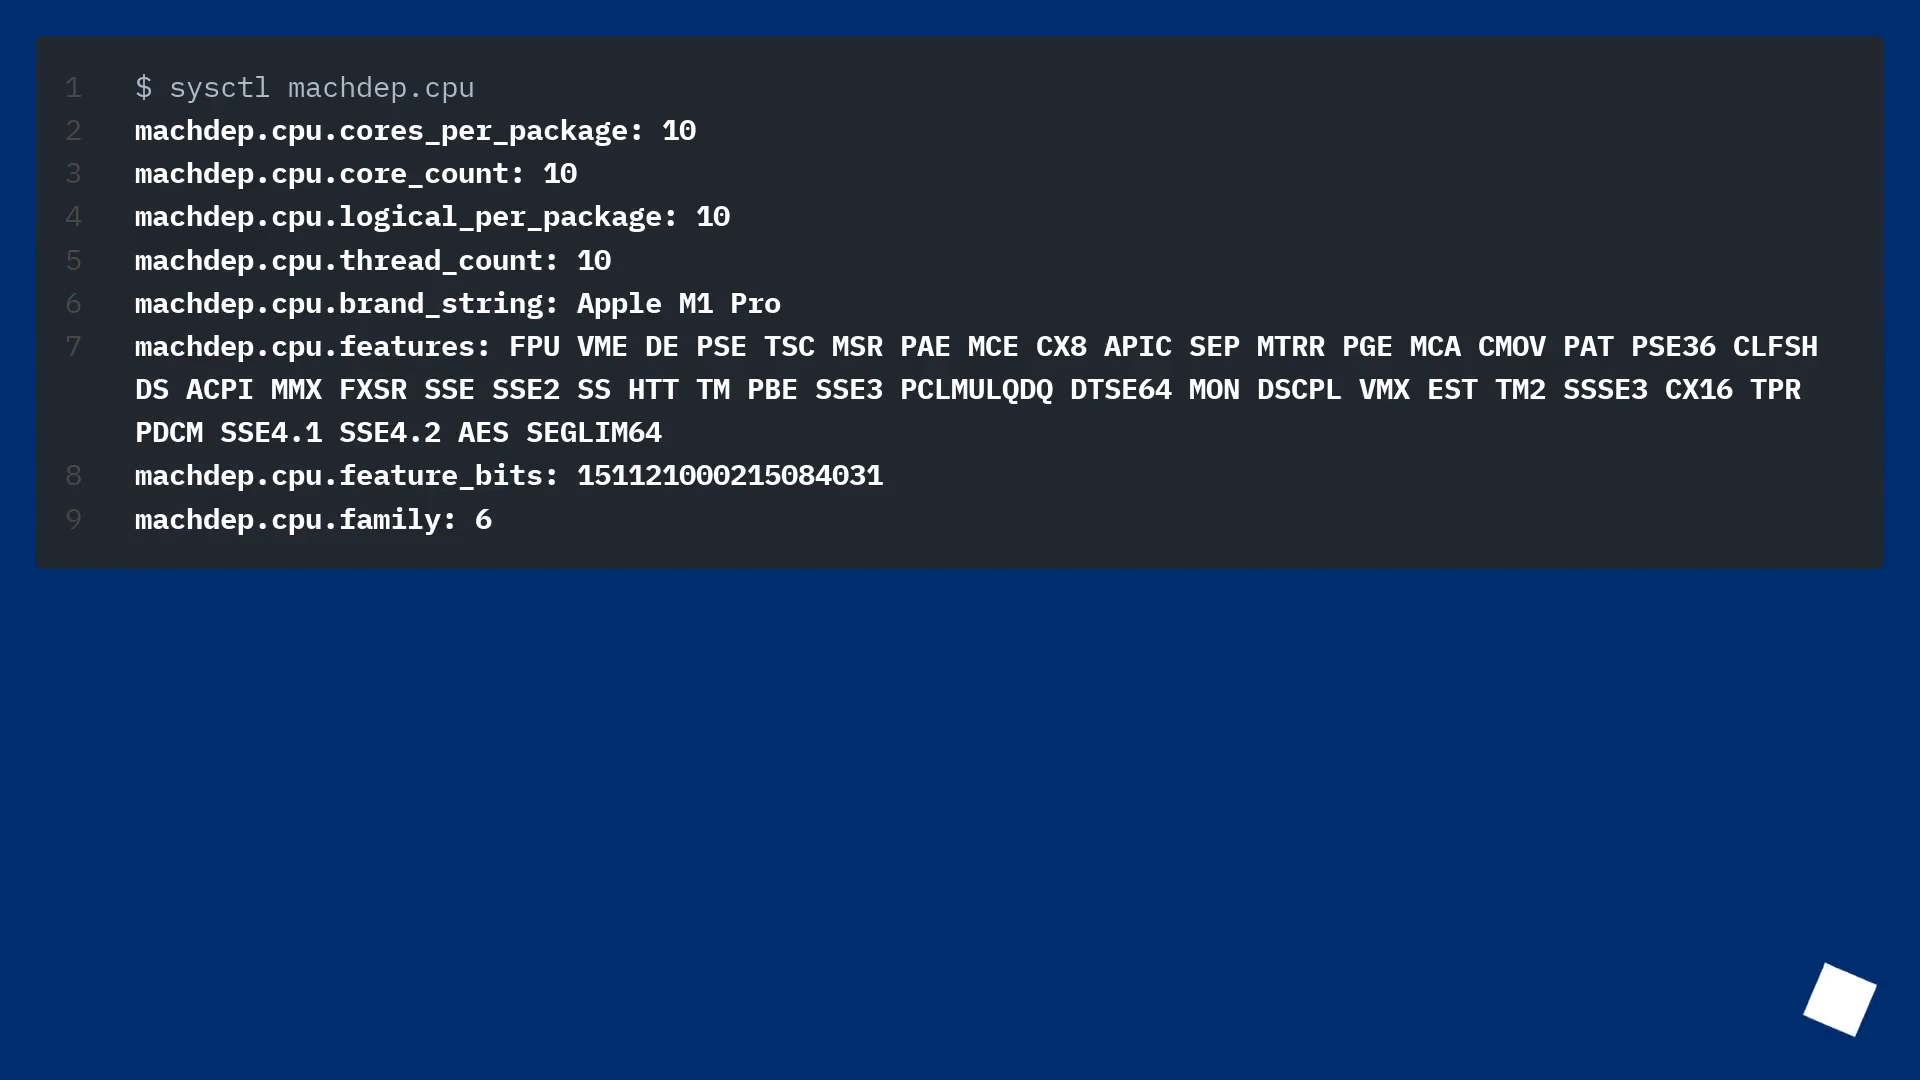 1 $ sysctl machdep.cpu
2 machdep.cpu.cores_per_package: 10
3 machdep.cpu.core_count: 10
4 machdep.cpu.logical_per_package: 10
5 machdep.cpu.thread_count: 10
6 machdep.cpu.brand_string: Apple M1 Pro
7 machdep.cpu.features: FPU VME DE PSE TSC MSR PAE MCE CX8 APIC SEP MTRR PGE MCA CMOV PAT PSE36 CLFSH
DS ACPI MMX FXSR SSE SSE2 SS HTT TM PBE SSE3 PCLMULQDQ DTSE64 MON DSCPL VMX EST TM2 SSSE3 CX16 TPR
PDCM SSE4.1 SSE4.2 AES SEGLIM64
8 machdep.cpu.feature_bits: 151121000215084031
9 machdep.cpu.family: 6